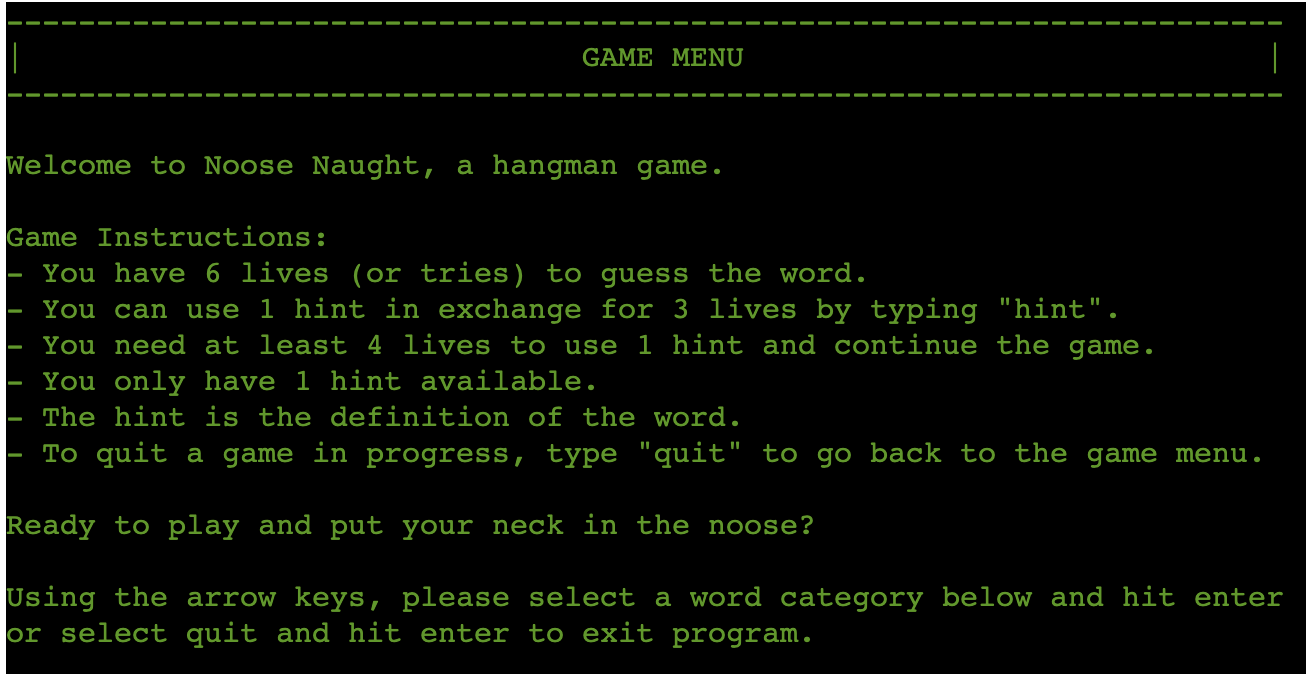 -----------------------------------------------------------------------
| GAME MENU |
-----------------------------------------------------------------------
Welcome to Noose Naught, a hangman game.
Game Instructions:
- You have 6 lives (or tries) to guess the word.
- You can use 1 hint in exchange for 3 lives by typing "hint".
- You need at least 4 lives to use 1 hint and continue the game.
- You only have 1 hint available.
- The hint is the definition of the word.
- To quit a game in progress, type "quit" to go back to the game menu.
Ready to play and put your neck in the noose?
Using the arrow keys, please select a word category below and hit enter
or select quit and hit enter to exit program.